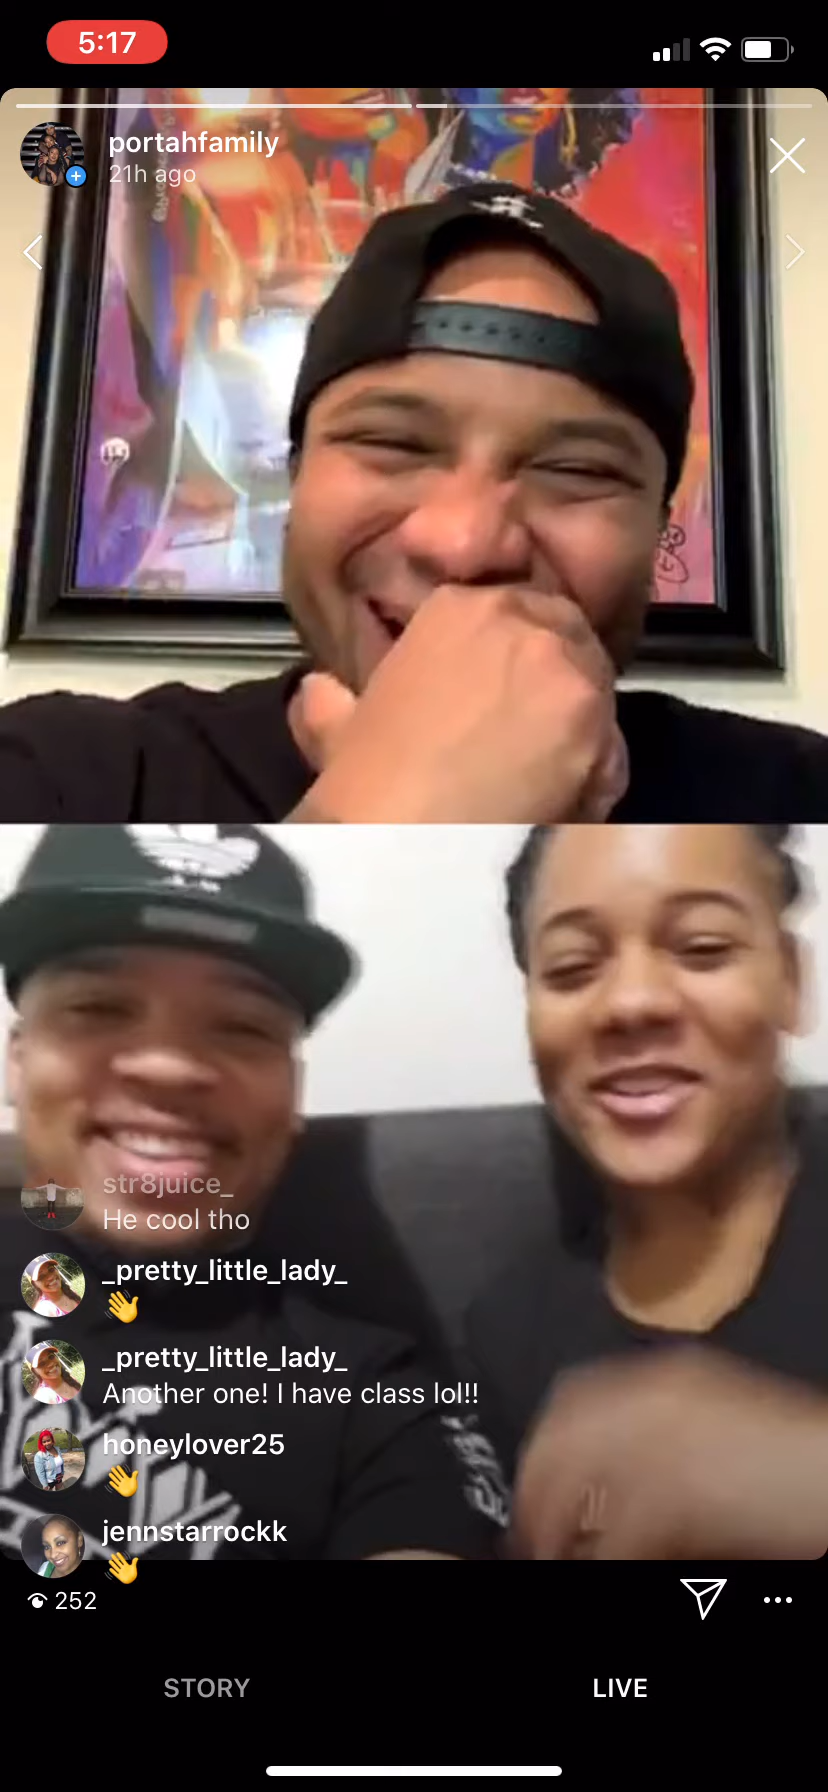 5:17
portahfamily
21h ago
str8juice_
He cool tho
_pretty_little_lady_
👋
_pretty_little_lady_
Another one! I have class lol!!
honeylover25
👋
jennstarrockk
👋
252
STORY
LIVE